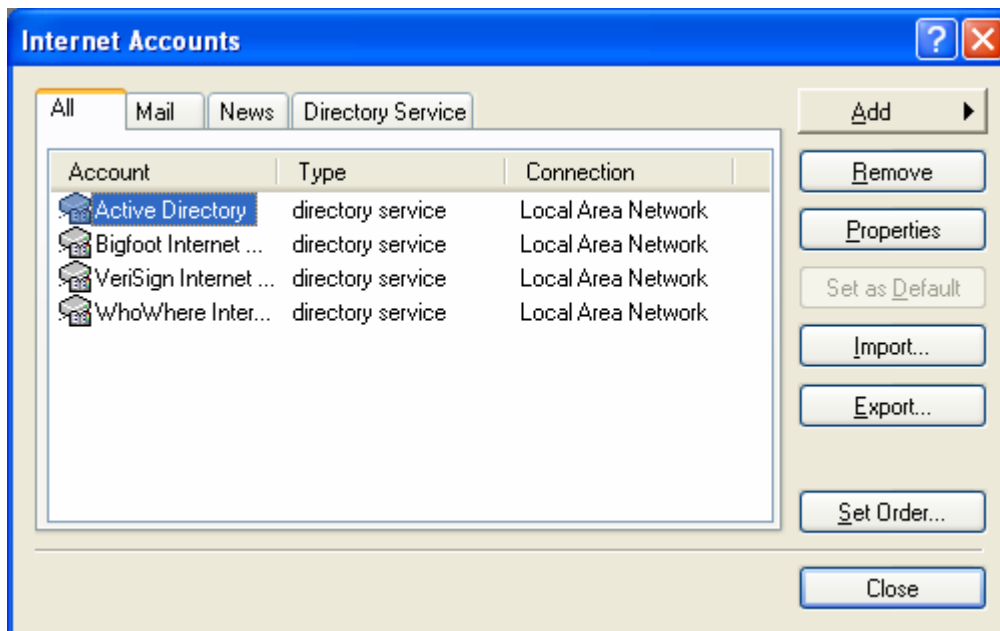 Internet Accounts
All Mail News Directory Service
Add
Account Type Connection
Remove
Active Directory directory service Local Area Network
Properties
Bigfoot Internet ... directory service Local Area Network
VeriSign Internet ... directory service Local Area Network
Set as Default
WhoWhere Inter... directory service Local Area Network
Import...
Export...
Set Order...
Close